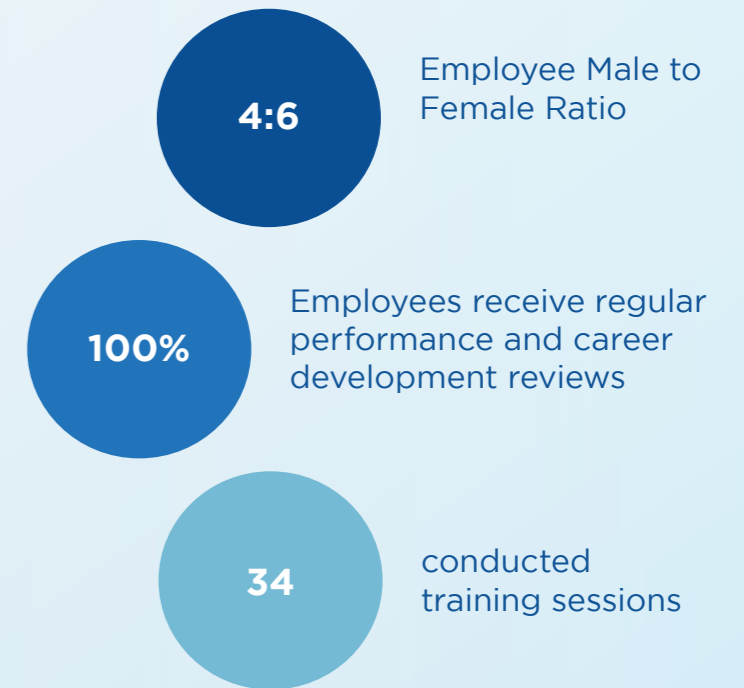 4:6
Employee Male to
Female Ratio
100%
Employees receive regular
performance and career
development reviews
34
conducted
training sessions